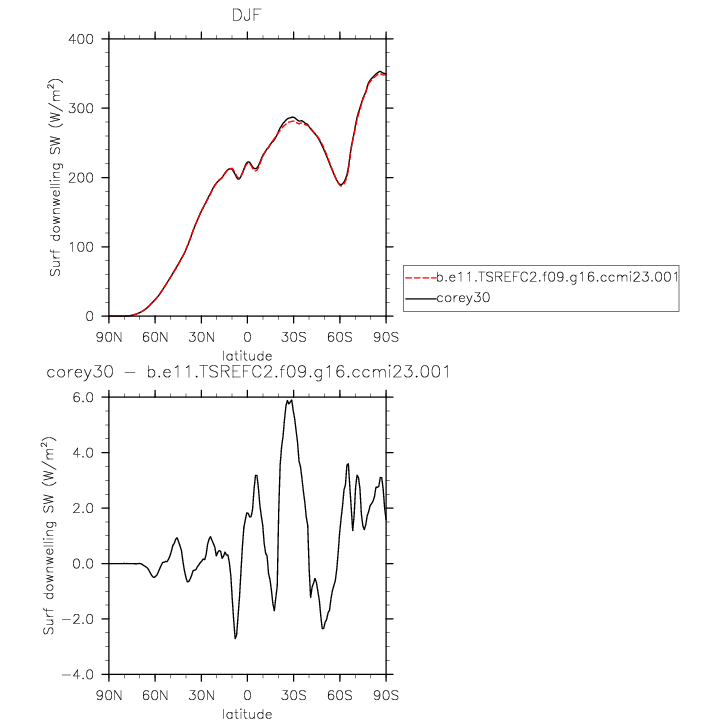 DJF
400
300
200
100
0
Surf downwelling SW (W/m²)
90N 60N 30N 0 30S 60S 90S
latitude
b.e11.TSREFC2.f09.g16.ccmi23.001
corey30
corey30 − b.e11.TSREFC2.f09.g16.ccmi23.001
6.0
4.0
2.0
0.0
−2.0
−4.0
Surf downwelling SW (W/m²)
90N 60N 30N 0 30S 60S 90S
latitude